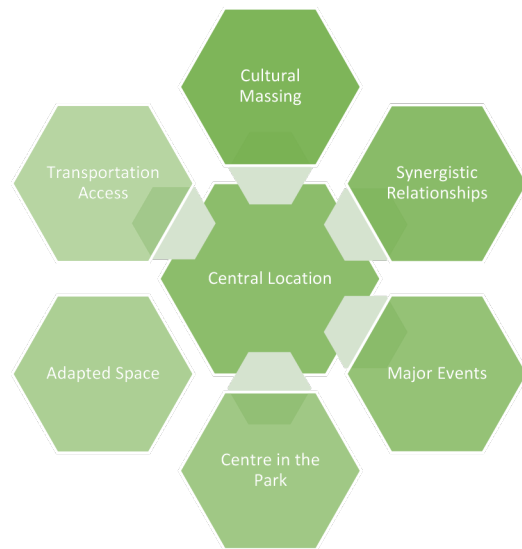 Cultural
Massing
Transportation
Access
Synergistic
Relationships
Central Location
Adapted Space
Major Events
Centre in the
Park